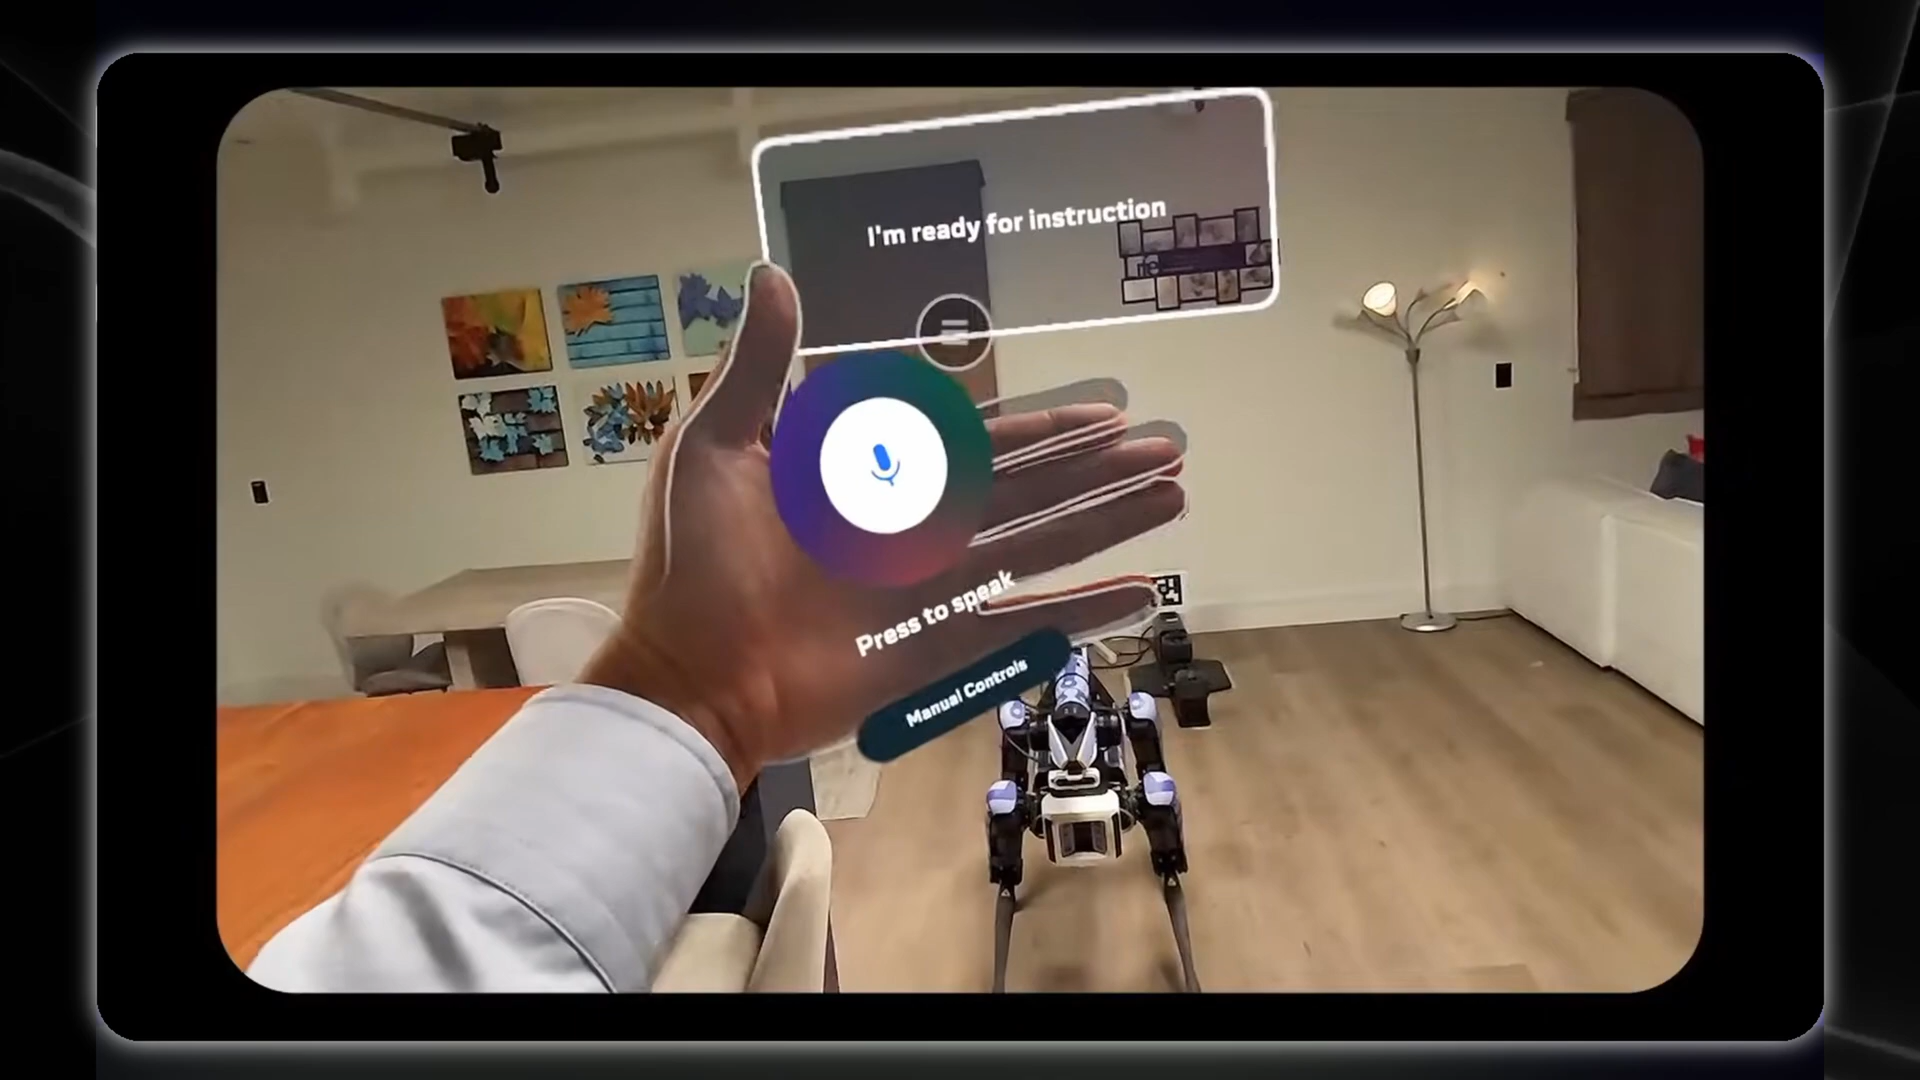 I'm ready for instruction
Press to speak
Manual Controls